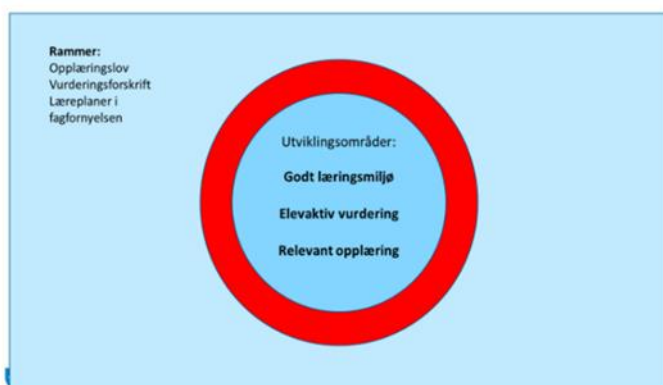 Rammer:
Opplæringslov
Vurderingsforskrift
Læreplaner i
fagfornyelsen
Utviklingsområder:
Godt læringsmiljø
Elevaktiv vurdering
Relevant opplæring